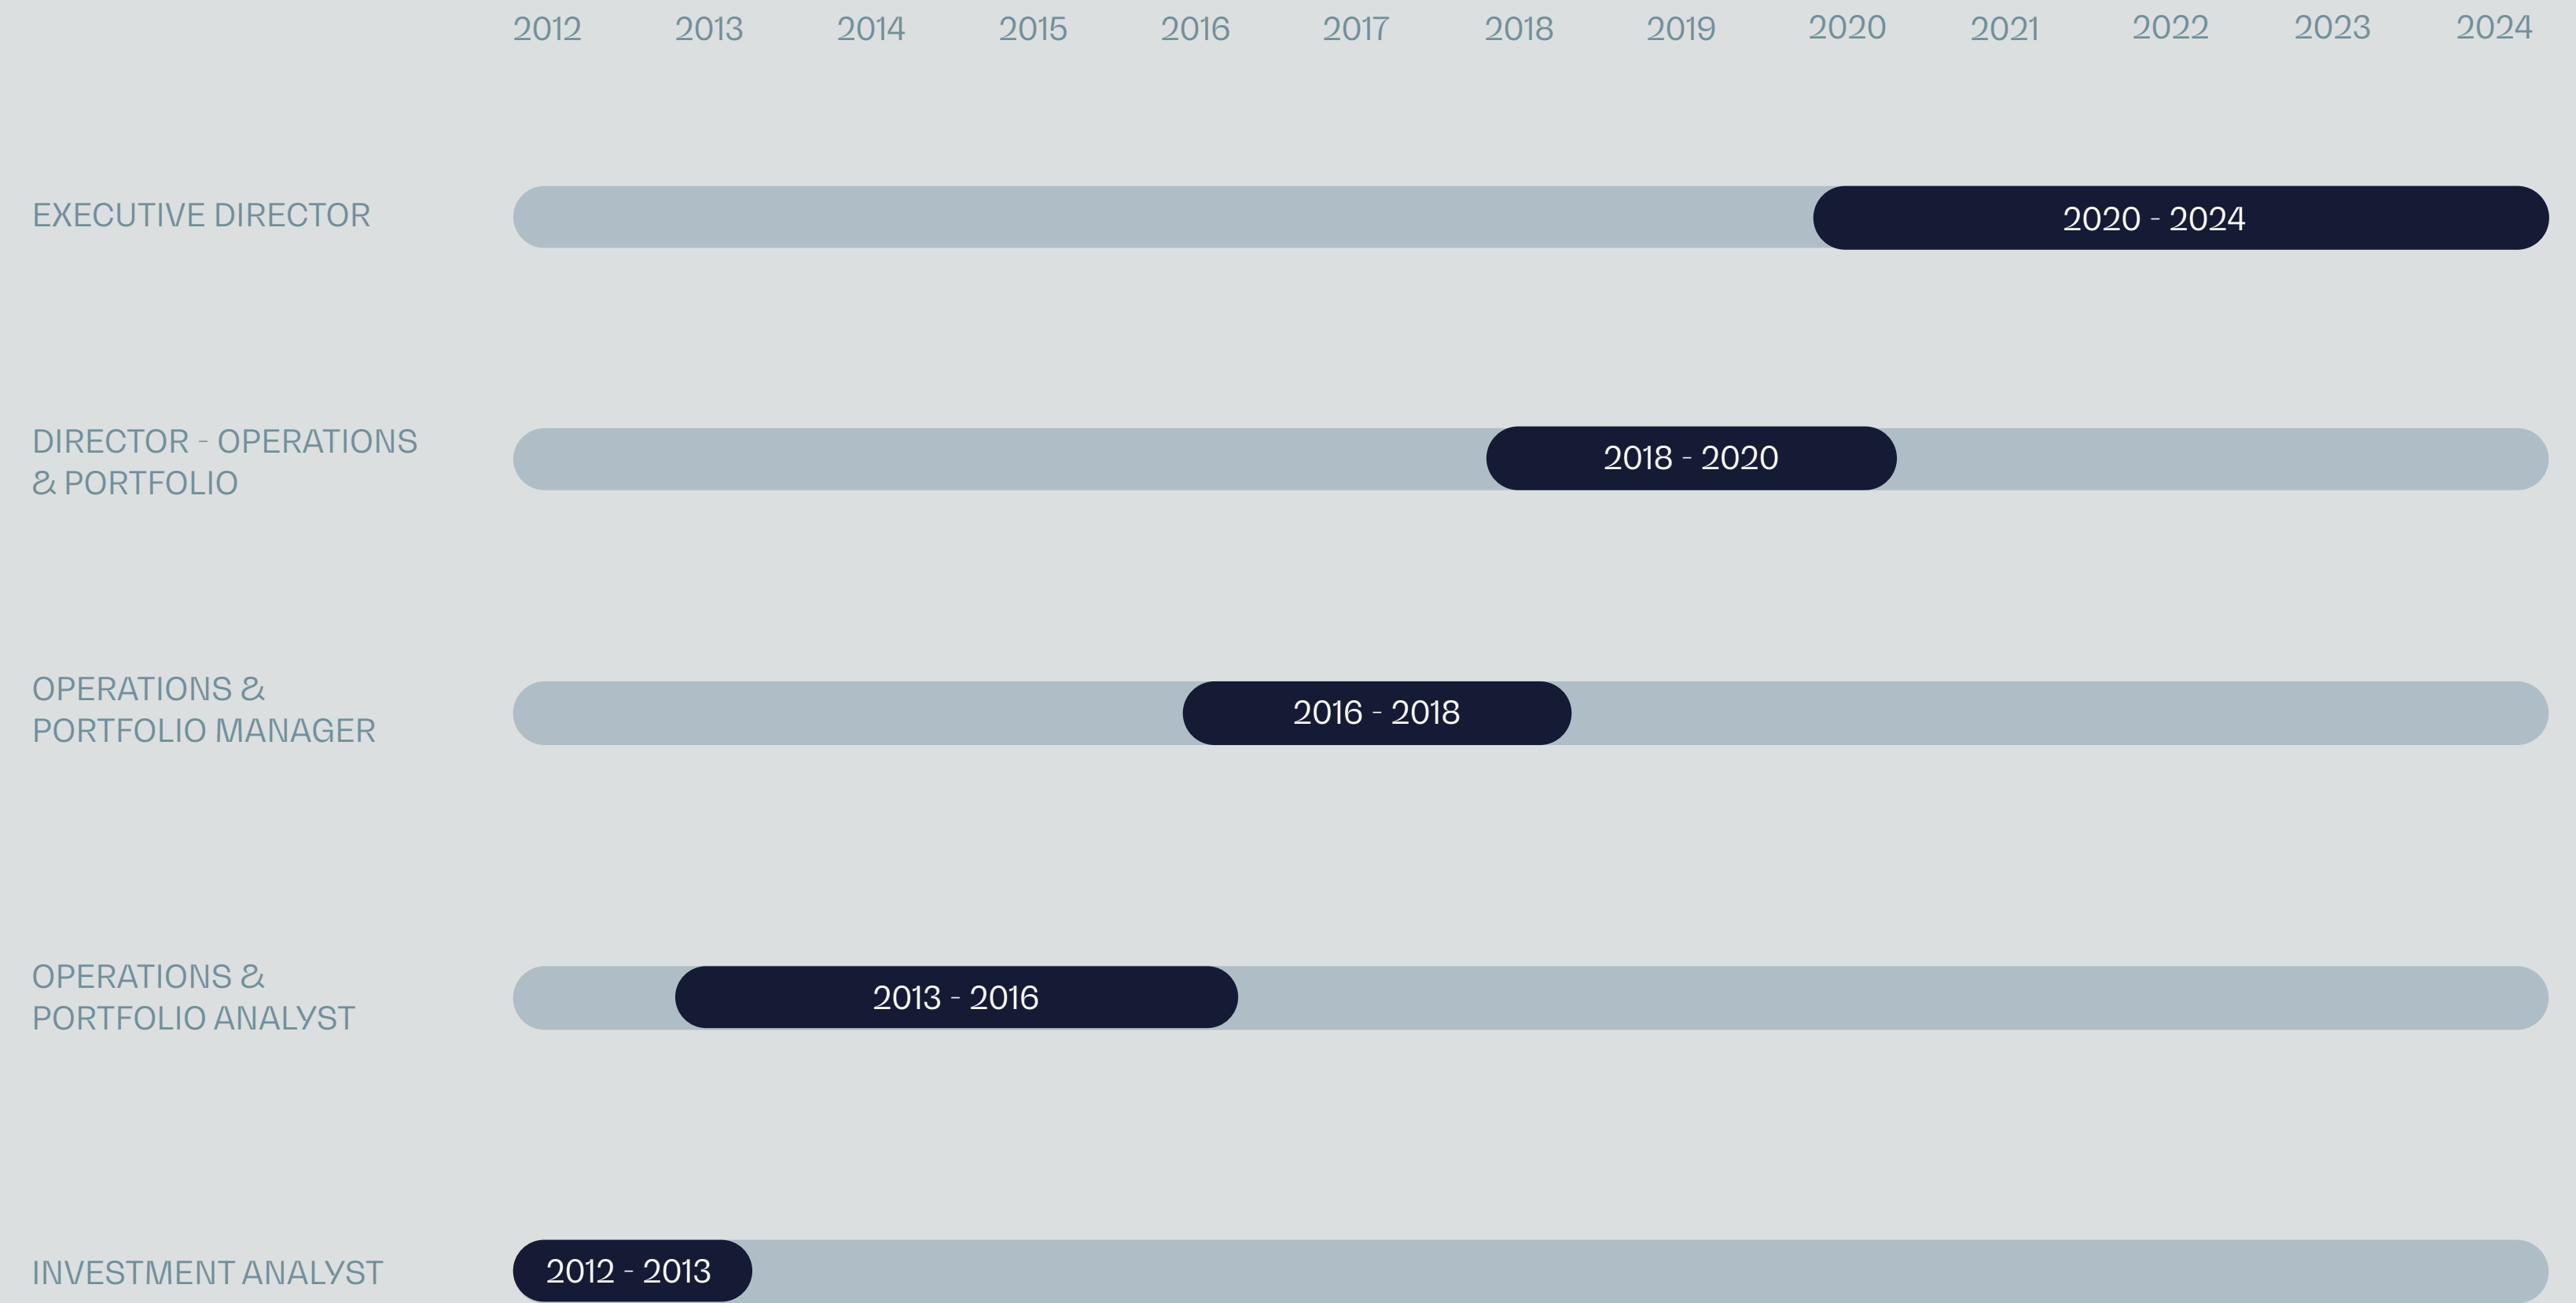 2012 2013 2014 2015 2016 2017 2018 2019 2020 2021 2022 2023 2024
EXECUTIVE DIRECTOR
2020 - 2024
DIRECTOR - OPERATIONS
& PORTFOLIO
2018 - 2020
OPERATIONS &
PORTFOLIO MANAGER
2016 - 2018
OPERATIONS &
PORTFOLIO ANALYST
2013 - 2016
INVESTMENT ANALYST
2012 - 2013